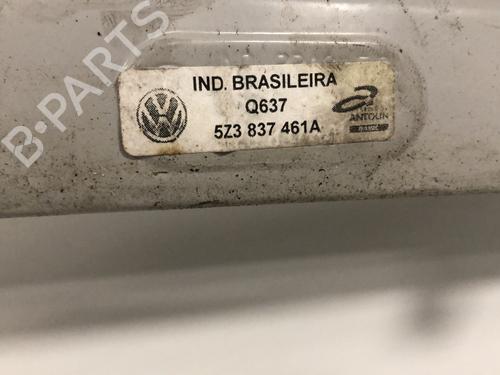 B-PARTS
IND. BRASILEIRA
Q637
5Z3 837 461A
ANTOLIN